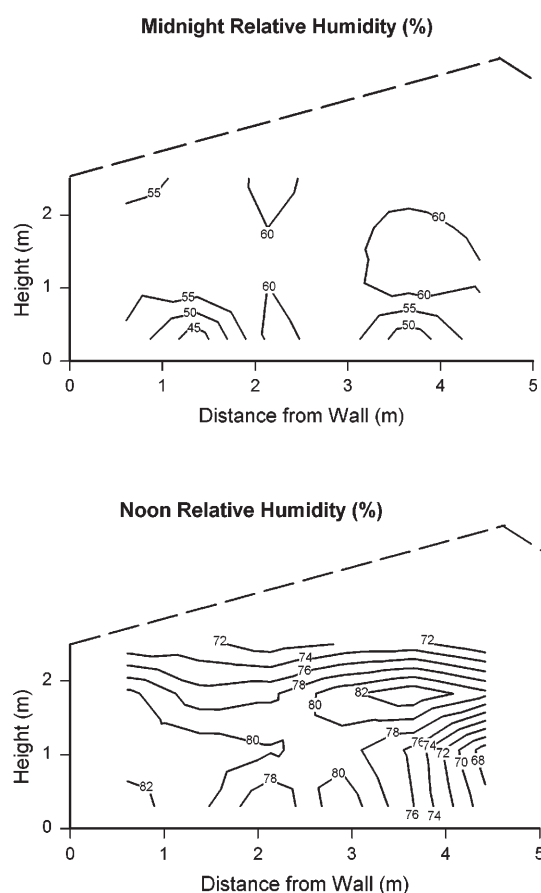 Midnight Relative Humidity (%)
55
60
60
60
60
55
50
45
55
50
2
1
0
Height (m)
0 1 2 3 4 5
Distance from Wall (m)
Noon Relative Humidity (%)
72 72
74
76
78
82
80
80 78 76 74 72 70 68
82 78 80
76 74
2
1
0
Height (m)
0 1 2 3 4 5
Distance from Wall (m)